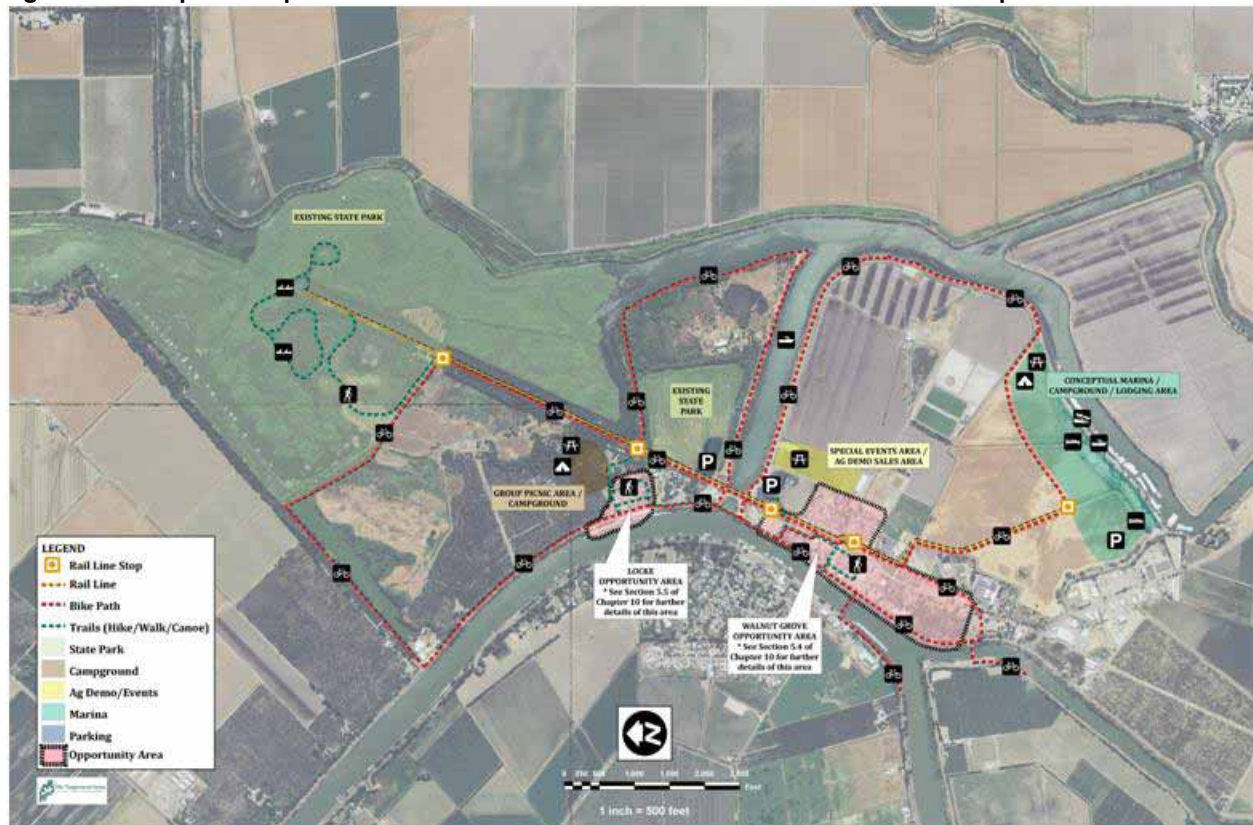 EXISTING STATE PARK
EXISTING
STATE
PARK
CONCEPTUAL MARINA /
CAMPGROUND / LODGING AREA
SPECIAL EVENTS AREA /
AG DEMO SALES AREA
GROUP PICNIC AREA /
CAMPGROUND
P
P
P
LOCKE
OPPORTUNITY AREA
* See Section 5.5 of
Chapter 10 for further
details of this area
WALNUT GROVE
OPPORTUNITY AREA
* See Section 5.4 of
Chapter 10 for further
details of this area
LEGEND
Rail Line Stop
Rail Line
Bike Path
Trails (Hike/Walk/Canoe)
State Park
Campground
Ag Demo/Events
Marina
Parking
Opportunity Area
N
Feet
1 inch = 500 feet